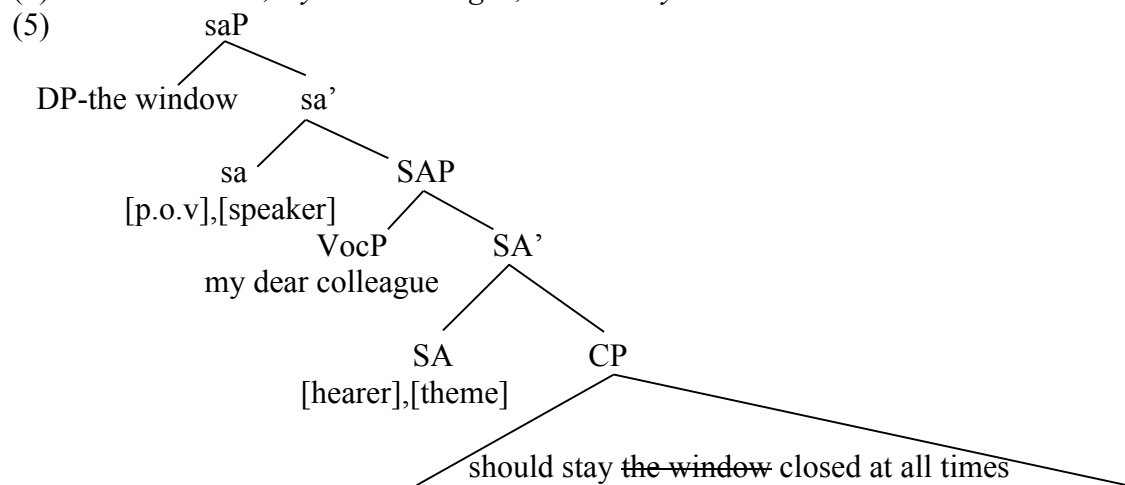 (5)
saP
DP-the window sa’
sa SAP
[p.o.v],[speaker]
VocP SA’
my dear colleague
SA CP
[hearer],[theme]
should stay the window closed at all times